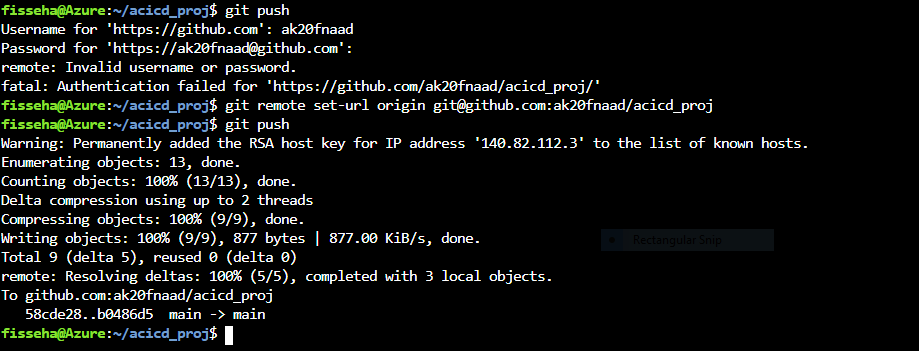 fisseha@Azure:~/acicd_proj$ git push
Username for 'https://github.com': ak20fnaad
Password for 'https://ak20fnaad@github.com':
remote: Invalid username or password.
fatal: Authentication failed for 'https://github.com/ak20fnaad/acicd_proj/'
fisseha@Azure:~/acicd_proj$ git remote set-url origin git@github.com:ak20fnaad/acicd_proj
fisseha@Azure:~/acicd_proj$ git push
Warning: Permanently added the RSA host key for IP address '140.82.112.3' to the list of known hosts.
Enumerating objects: 13, done.
Counting objects: 100% (13/13), done.
Delta compression using up to 2 threads
Compressing objects: 100% (9/9), done.
Writing objects: 100% (9/9), 877 bytes | 877.00 KiB/s, done.
Rectangular Snip
Total 9 (delta 5), reused 0 (delta 0)
remote: Resolving deltas: 100% (5/5), completed with 3 local objects.
To github.com:ak20fnaad/acicd_proj
   58cde28..b0486d5  main -> main
fisseha@Azure:~/acicd_proj$